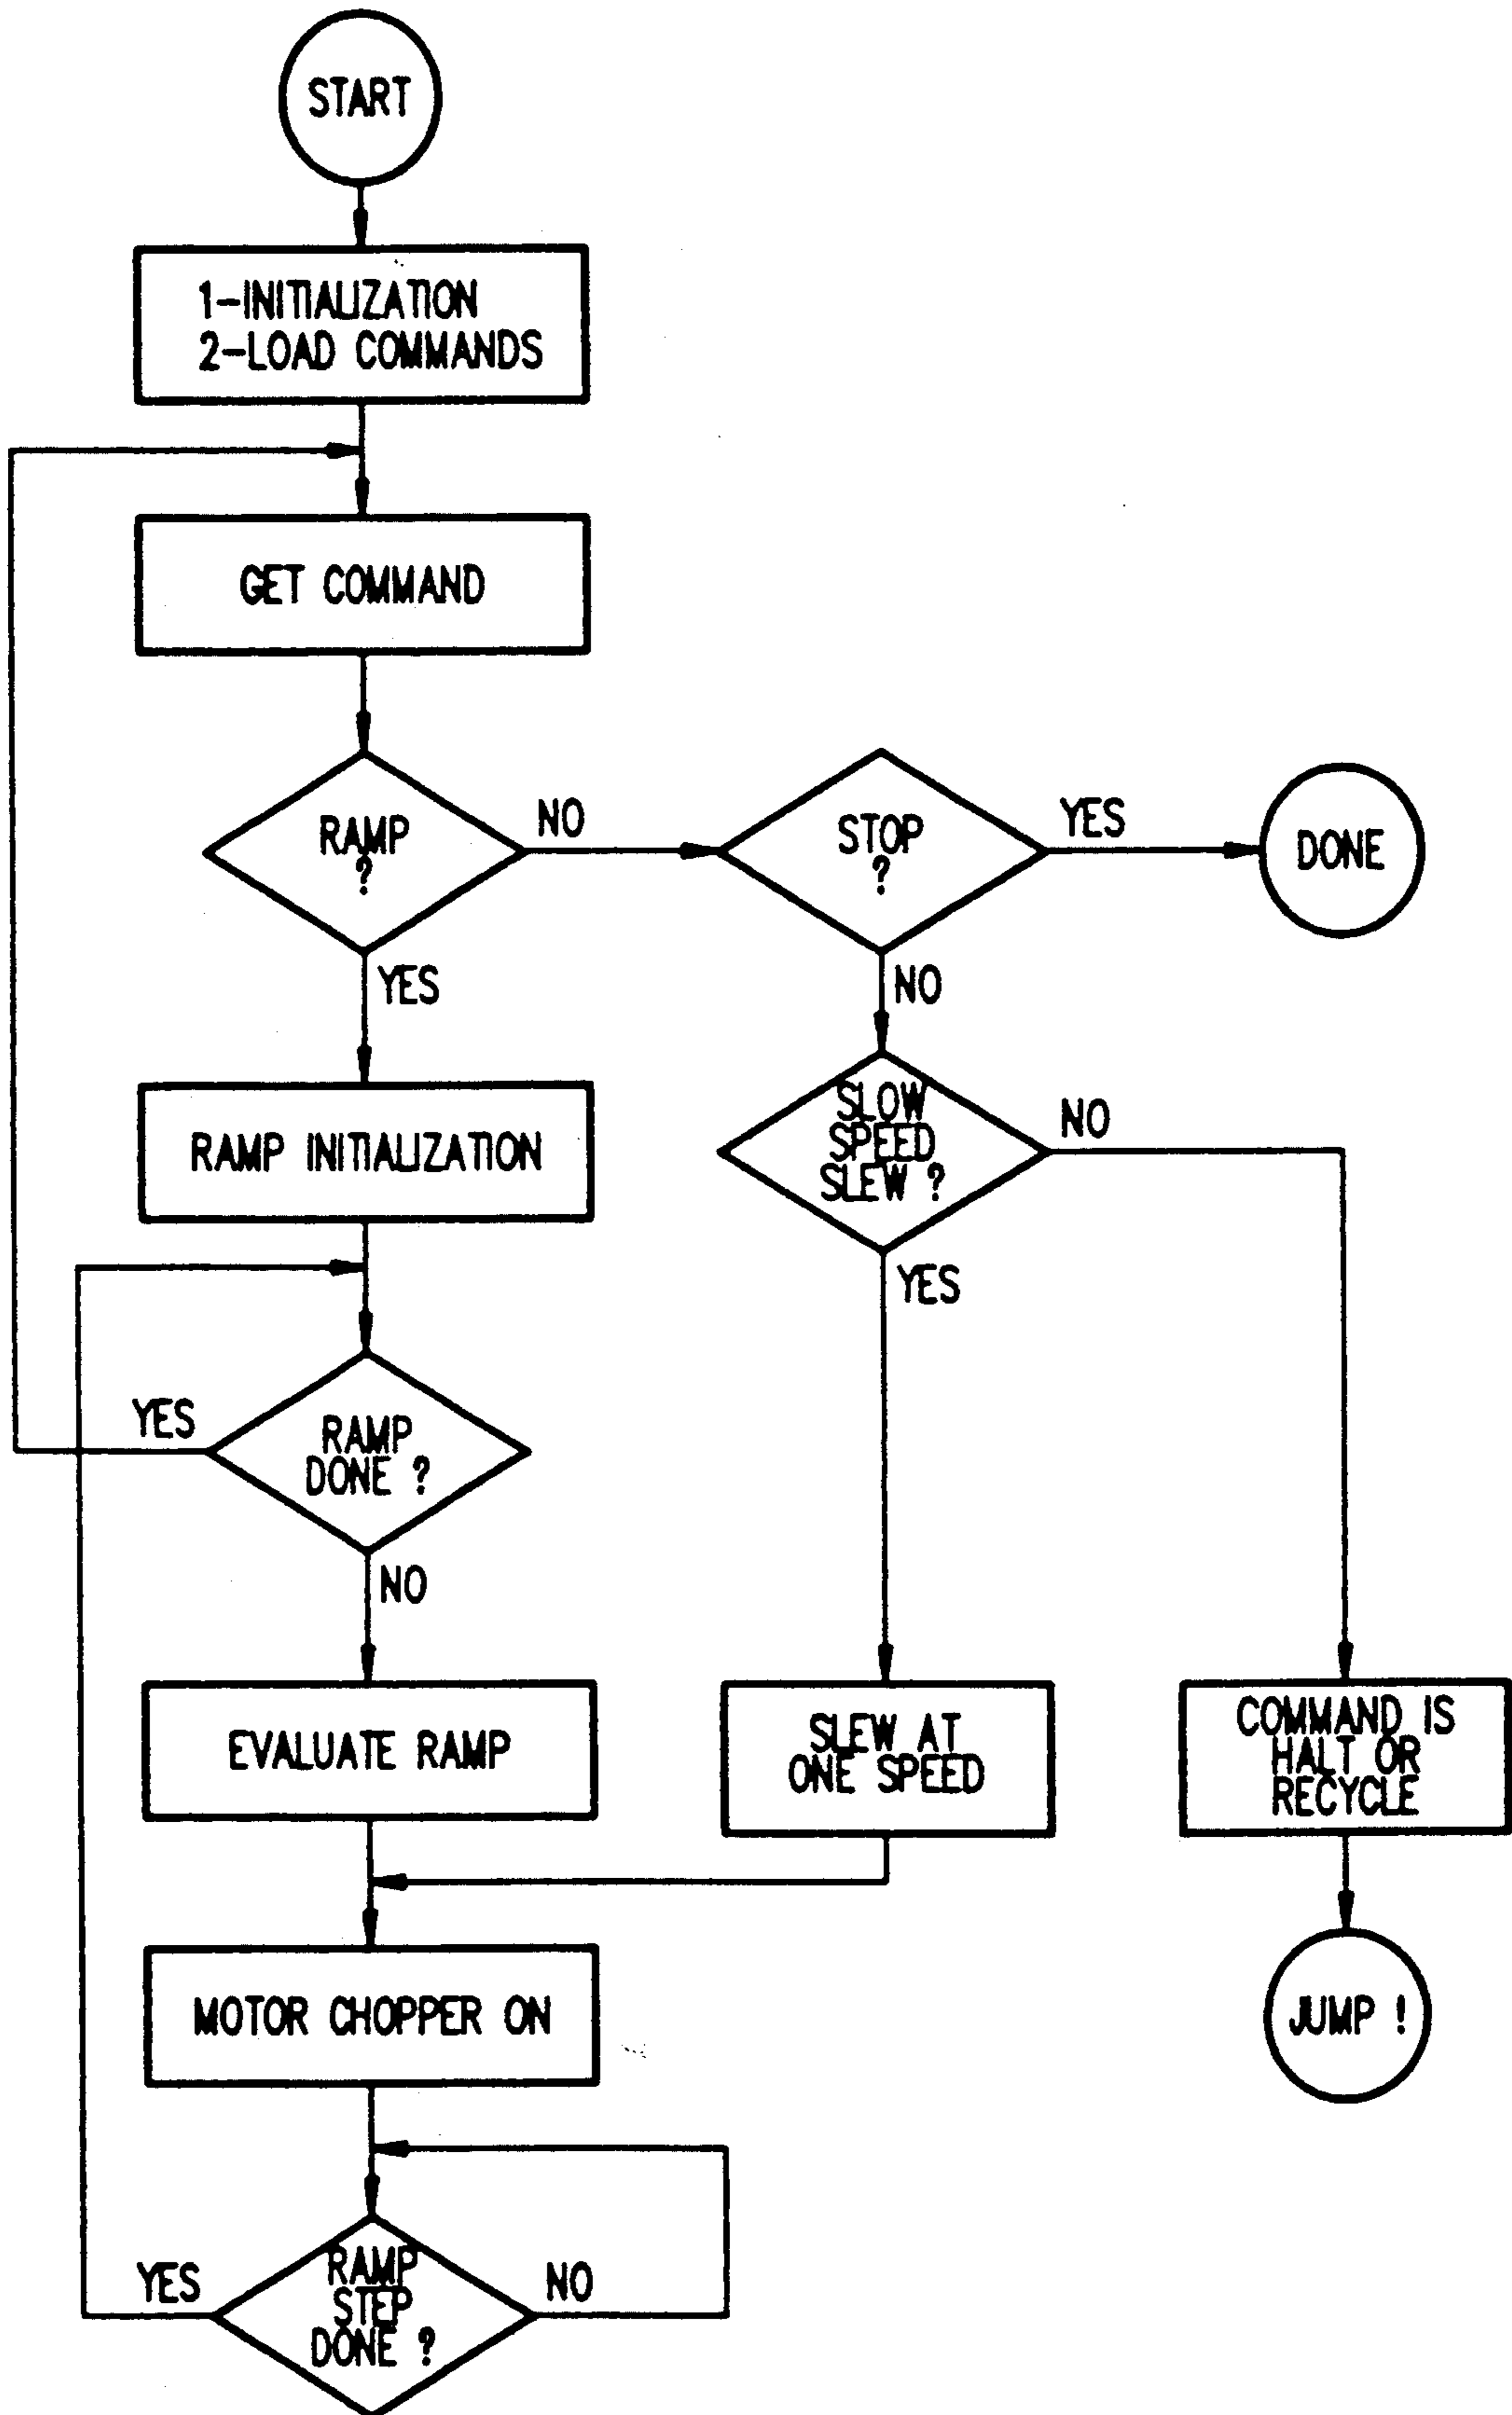 START
1-INITIALIZATION
2-LOAD COMMANDS
GET COMMAND
RAMP
?
NO
STOP
?
YES
DONE
YES
NO
RAMP INITIALIZATION
SLOW
SPEED
SLEW ?
NO
YES
YES
RAMP
DONE ?
NO
EVALUATE RAMP
SLEW AT
ONE SPEED
COMMAND IS
HALT OR
RECYCLE
MOTOR CHOPPER ON
JUMP !
YES
RAMP
STEP
DONE ?
NO